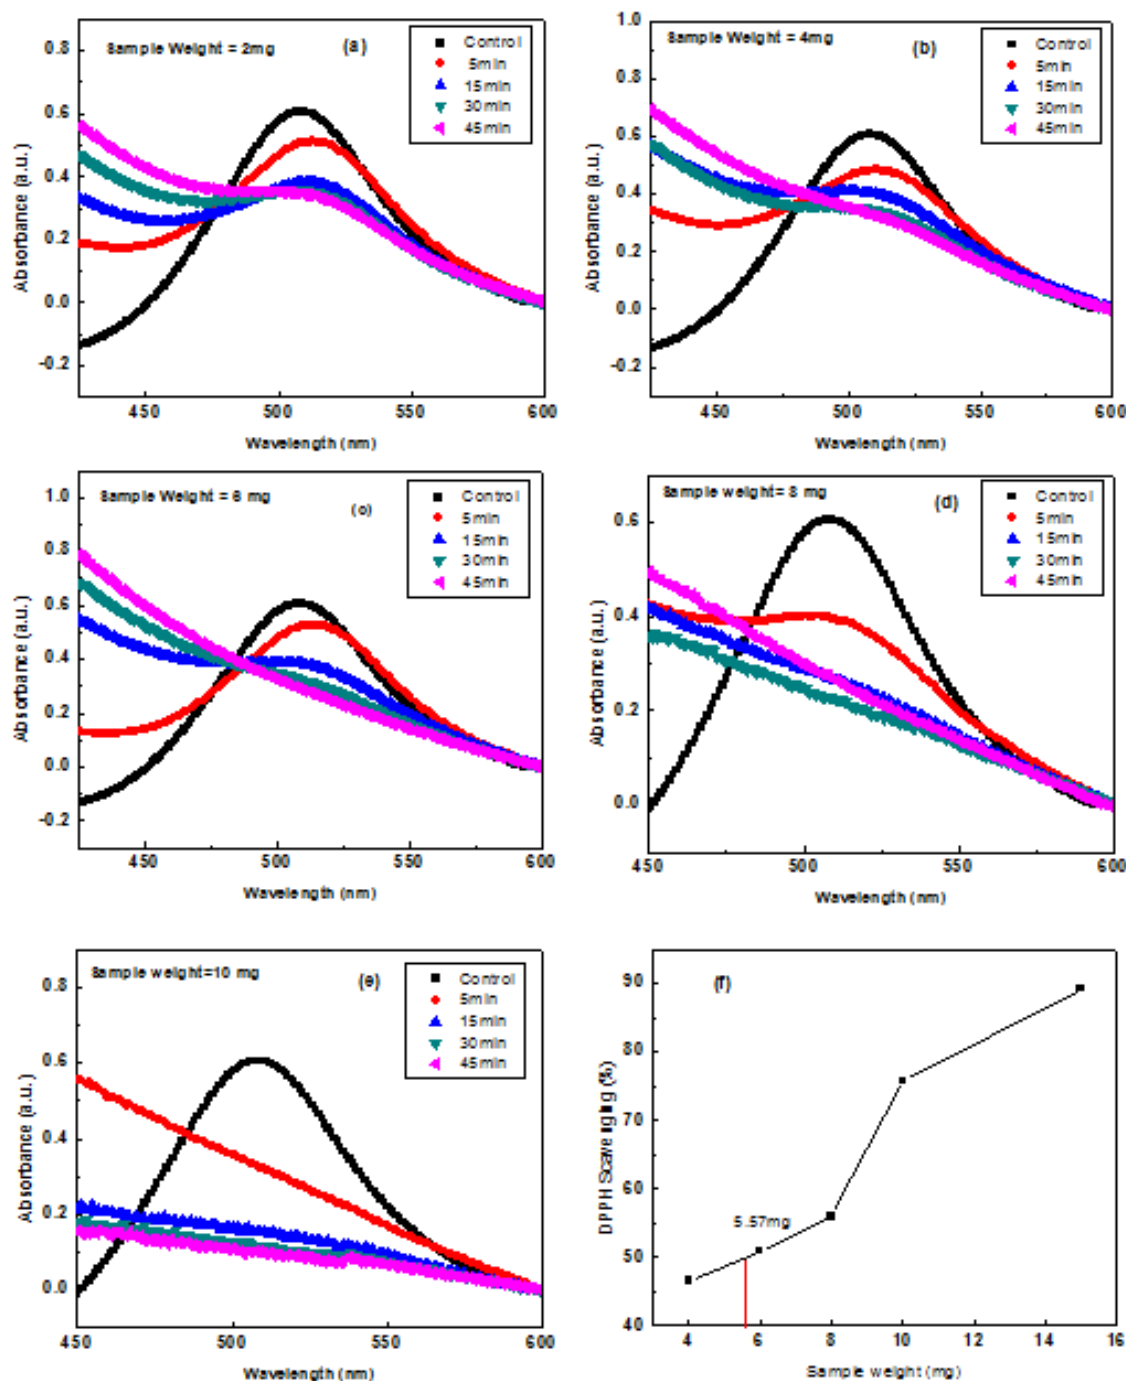 Sample Weight = 2mg
(a)
Control
5min
15min
30min
45min
0.8
0.6
0.4
0.2
0.0
-0.2
Absorbance (a.u.)
450
500
550
600
Wavelength (nm)
Sample Weight = 4mg
(b)
Control
5min
15min
30min
45min
1.0
0.8
0.6
0.4
0.2
0.0
-0.2
Absorbance (a.u.)
450
500
550
600
Wavelength (nm)
Sample Weight = 6 mg
(c)
Control
5min
15min
30min
45min
1.0
0.8
0.6
0.4
0.2
0.0
-0.2
Absorbance (a.u.)
450
500
550
600
Wavelength (nm)
Sample weight= 8 mg
(d)
Control
5min
15min
30min
45min
0.6
0.4
0.2
0.0
Absorbance (a.u.)
450
500
550
600
Wavelength (nm)
Sample weight=10 mg
(e)
Control
5min
15min
30min
45min
0.8
0.6
0.4
0.2
0.0
Absorbance (a.u.)
450
500
550
600
Wavelength (nm)
(f)
90
80
70
60
50
40
DPPH Scavenging (%)
5.57mg
4
6
8
10
12
14
16
Sample weight (mg)